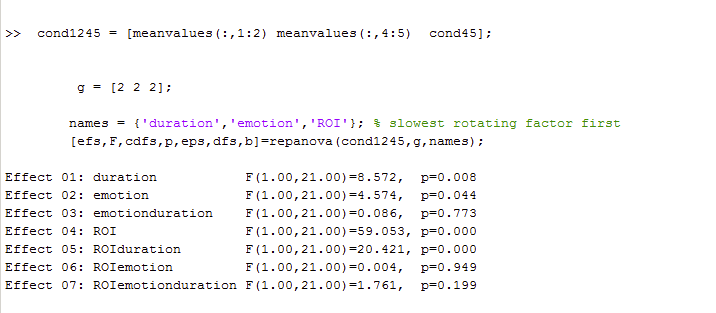 >> cond1245 = [meanvalues(:,1:2) meanvalues(:,4:5) cond45];
g = [2 2 2];
names = {'duration','emotion','ROI'}; % slowest rotating factor first
[efs,F,cdfs,p,eps,dfs,b]=repanova(cond1245,g,names);
Effect 01: duration F(1.00,21.00)=8.572, p=0.008
Effect 02: emotion F(1.00,21.00)=4.574, p=0.044
Effect 03: emotionduration F(1.00,21.00)=0.086, p=0.773
Effect 04: ROI F(1.00,21.00)=59.053, p=0.000
Effect 05: ROIduration F(1.00,21.00)=20.421, p=0.000
Effect 06: ROIemotion F(1.00,21.00)=0.004, p=0.949
Effect 07: ROIemotionduration F(1.00,21.00)=1.761, p=0.199